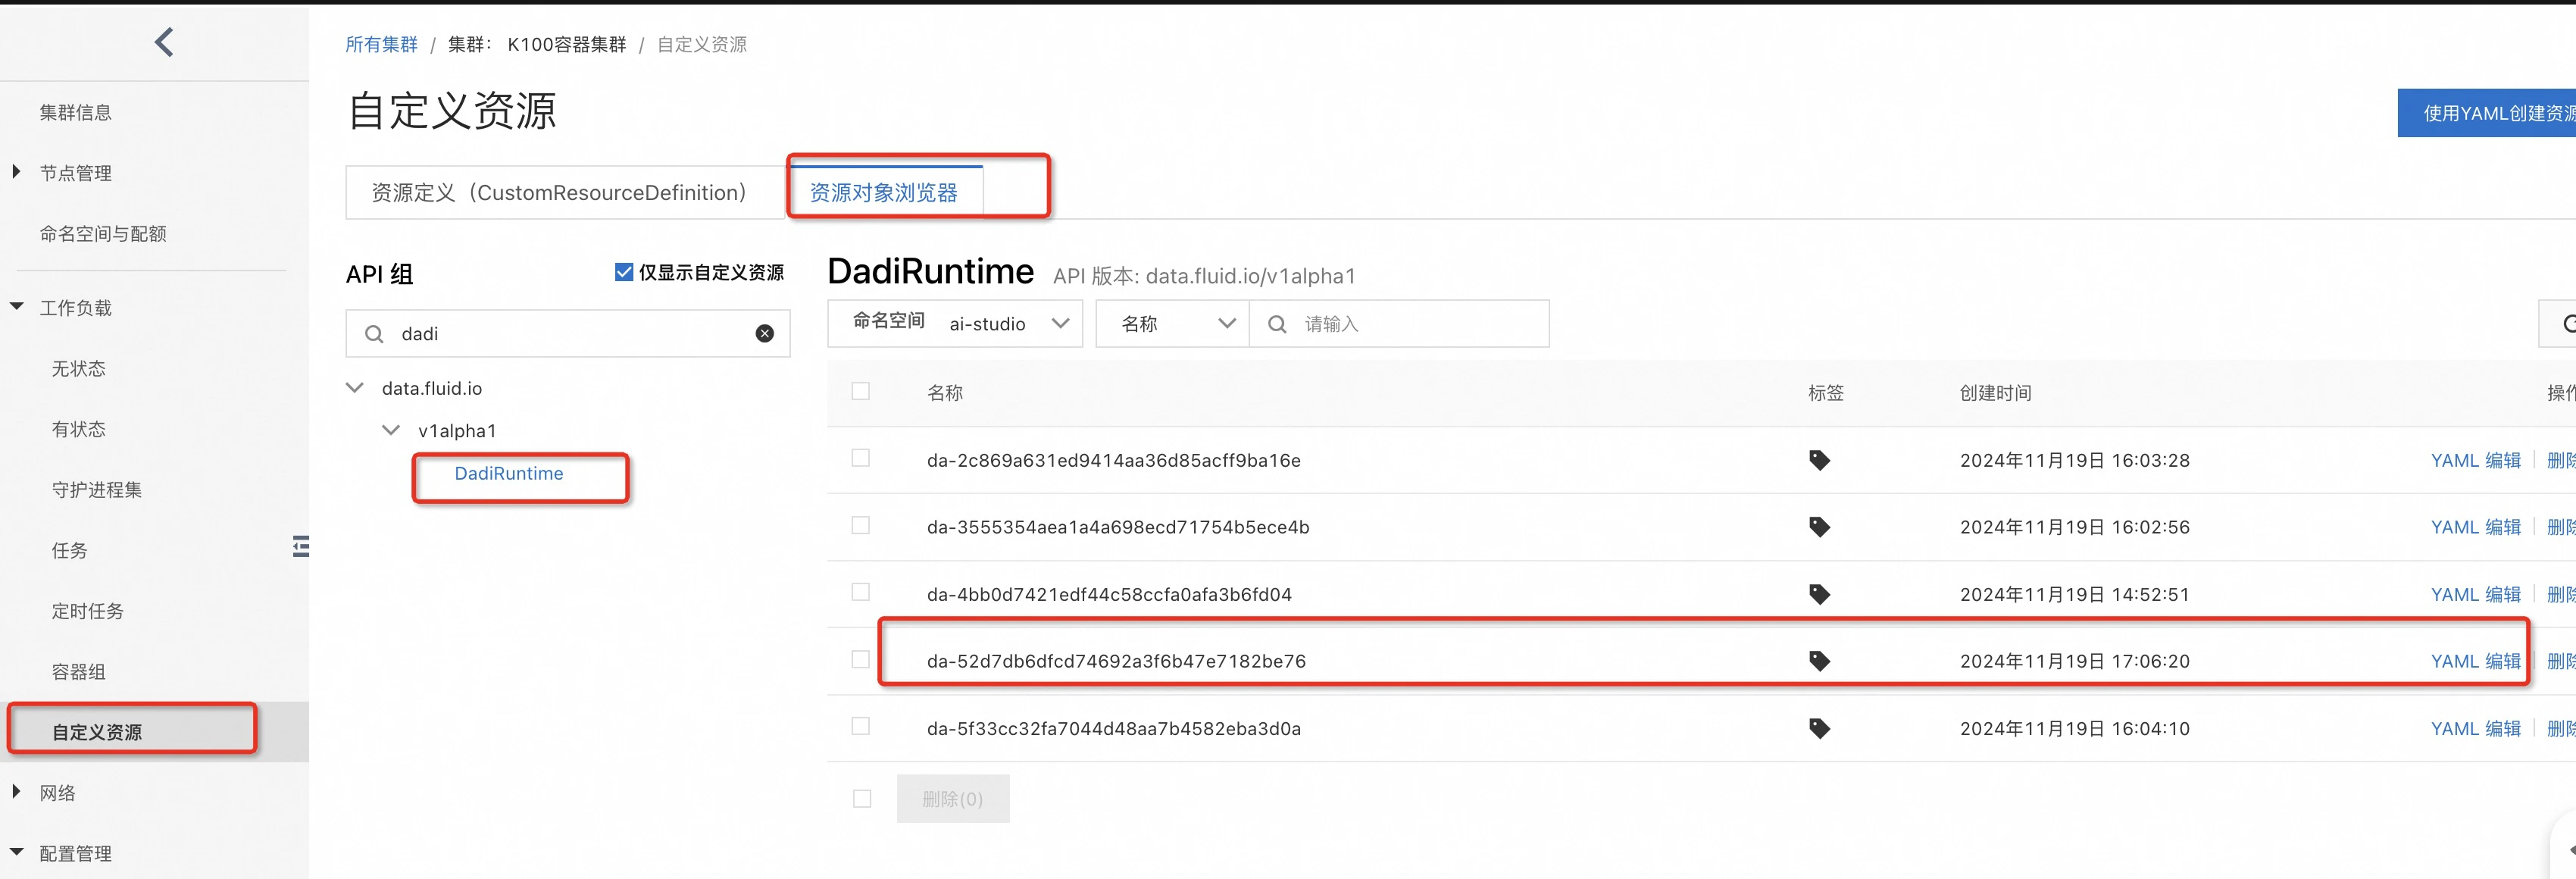 所有集群 / 集群： K100容器集群 / 自定义资源
自定义资源
使用YAML创建资源
资源定义（CustomResourceDefinition）
资源对象浏览器
集群信息
节点管理
命名空间与配额
工作负载
无状态
有状态
守护进程集
任务
定时任务
容器组
自定义资源
网络
配置管理
API 组
仅显示自定义资源
dadi
data.fluid.io
v1alpha1
DadiRuntime
DadiRuntime API 版本: data.fluid.io/v1alpha1
命名空间 ai-studio 名称 请输入
名称 标签 创建时间 操作
da-2c869a631ed9414aa36d85acff9ba16e 2024年11月19日 16:03:28 YAML 编辑 删除
da-3555354aea1a4a698ecd71754b5ece4b 2024年11月19日 16:02:56 YAML 编辑 删除
da-4bb0d7421edf44c58ccfa0afa3b6fd04 2024年11月19日 14:52:51 YAML 编辑 删除
da-52d7db6dfcd74692a3f6b47e7182be76 2024年11月19日 17:06:20 YAML 编辑 删除
da-5f33cc32fa7044d48aa7b4582eba3d0a 2024年11月19日 16:04:10 YAML 编辑 删除
删除(0)